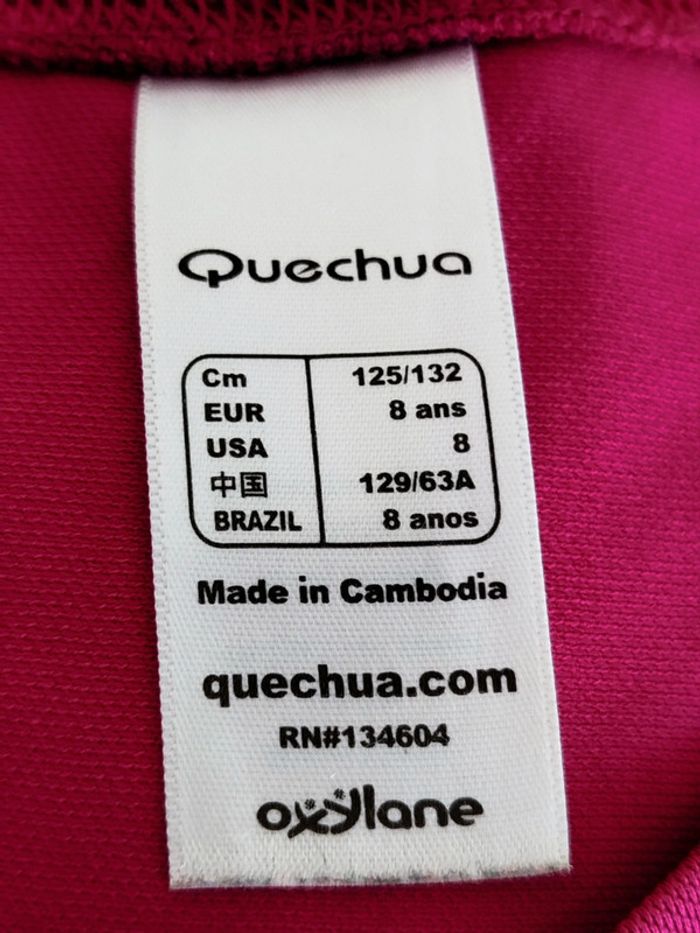 Quechua
Cm 125/132
EUR 8 ans
USA 8
中国 129/63A
BRAZIL 8 anos
Made in Cambodia
quechua.com
RN#134604
oxylane